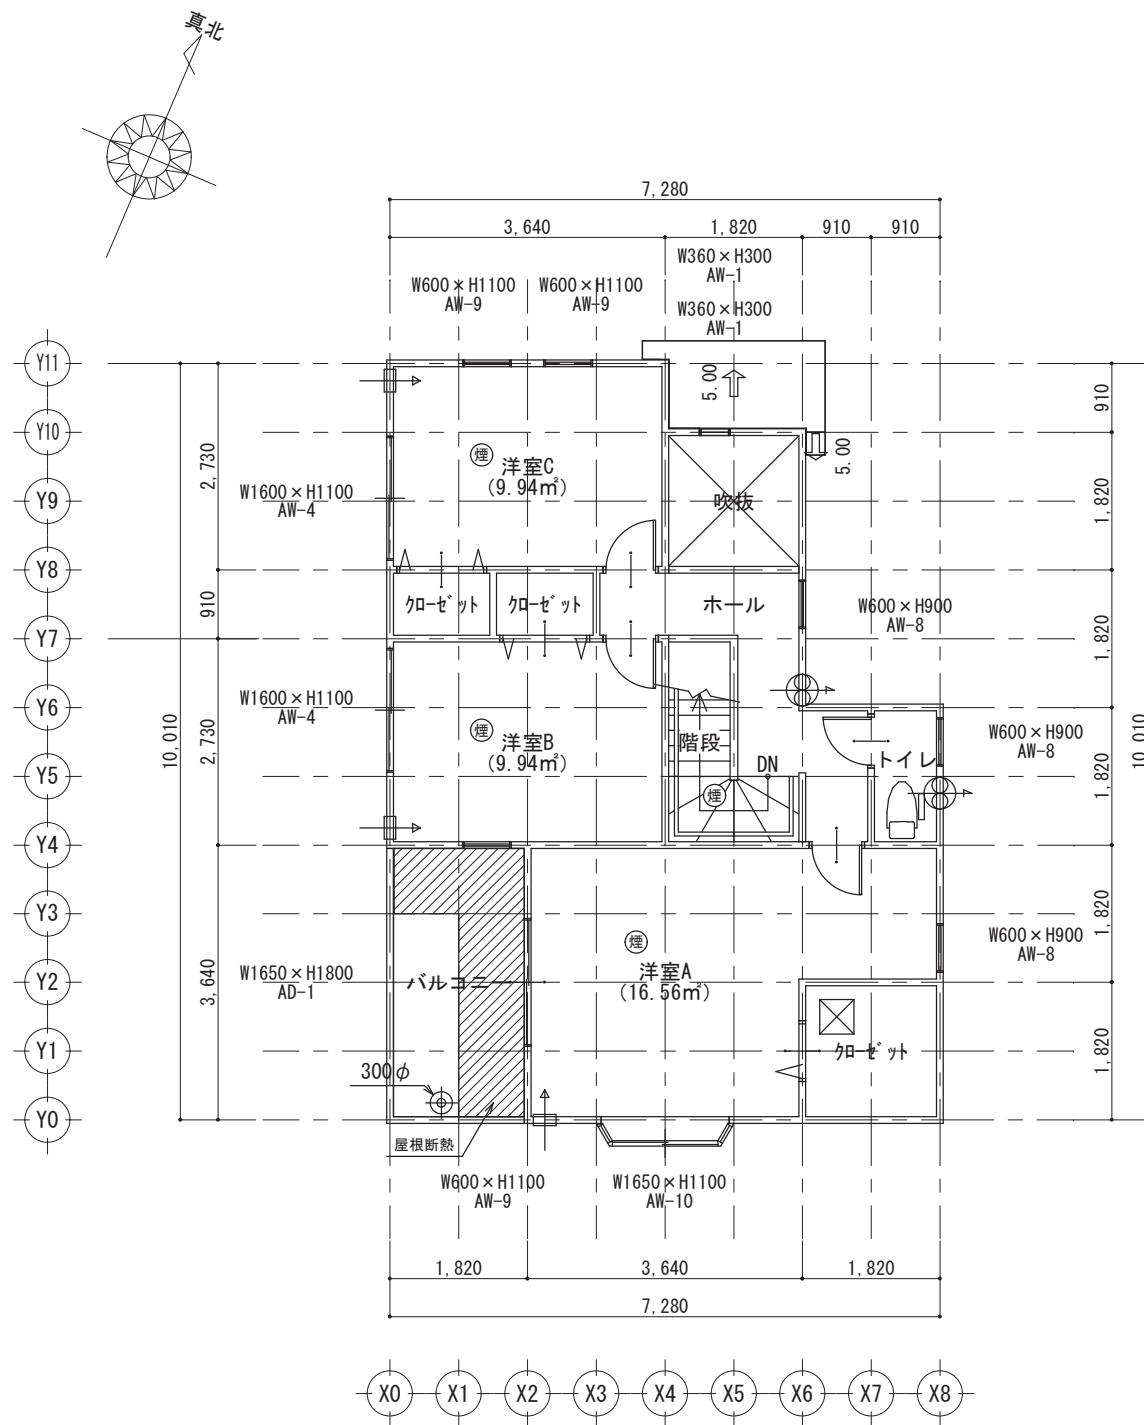 真北
7,280
3,640
1,820
910
910
W360×H300
AW-1
W600×H1100
AW-9
W600×H1100
AW-9
W360×H300
AW-1
Y11
Y10
Y9
Y8
Y7
Y6
Y5
Y4
Y3
Y2
Y1
Y0
10,010
2,730
910
2,730
3,640
W1600×H1100
AW-4
W1600×H1100
AW-4
W1650×H1800
AD-1
5.00
5.00
煙
洋室C
(9.94㎡)
吹抜
クローゼット
クローゼット
ホール
W600×H900
AW-8
煙
洋室B
(9.94㎡)
階段
DN
煙
トイレ
W600×H900
AW-8
煙
洋室A
(16.56㎡)
バルコニー
W600×H900
AW-8
クローゼット
300φ
屋根断熱
910
1,820
1,820
1,820
1,820
1,820
10,010
W600×H1100
AW-9
W1650×H1100
AW-10
1,820
3,640
1,820
7,280
X0
X1
X2
X3
X4
X5
X6
X7
X8